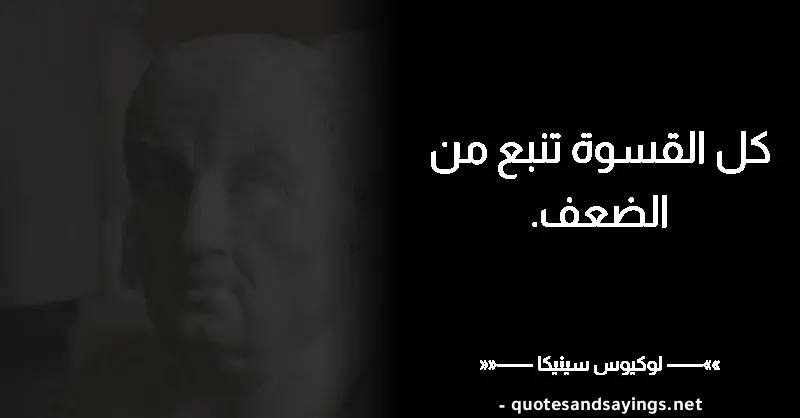 كل القسوة تنبع من
الضعف.
»»—— لوكيوس سينيكا ——««
- quotesandsayings.net